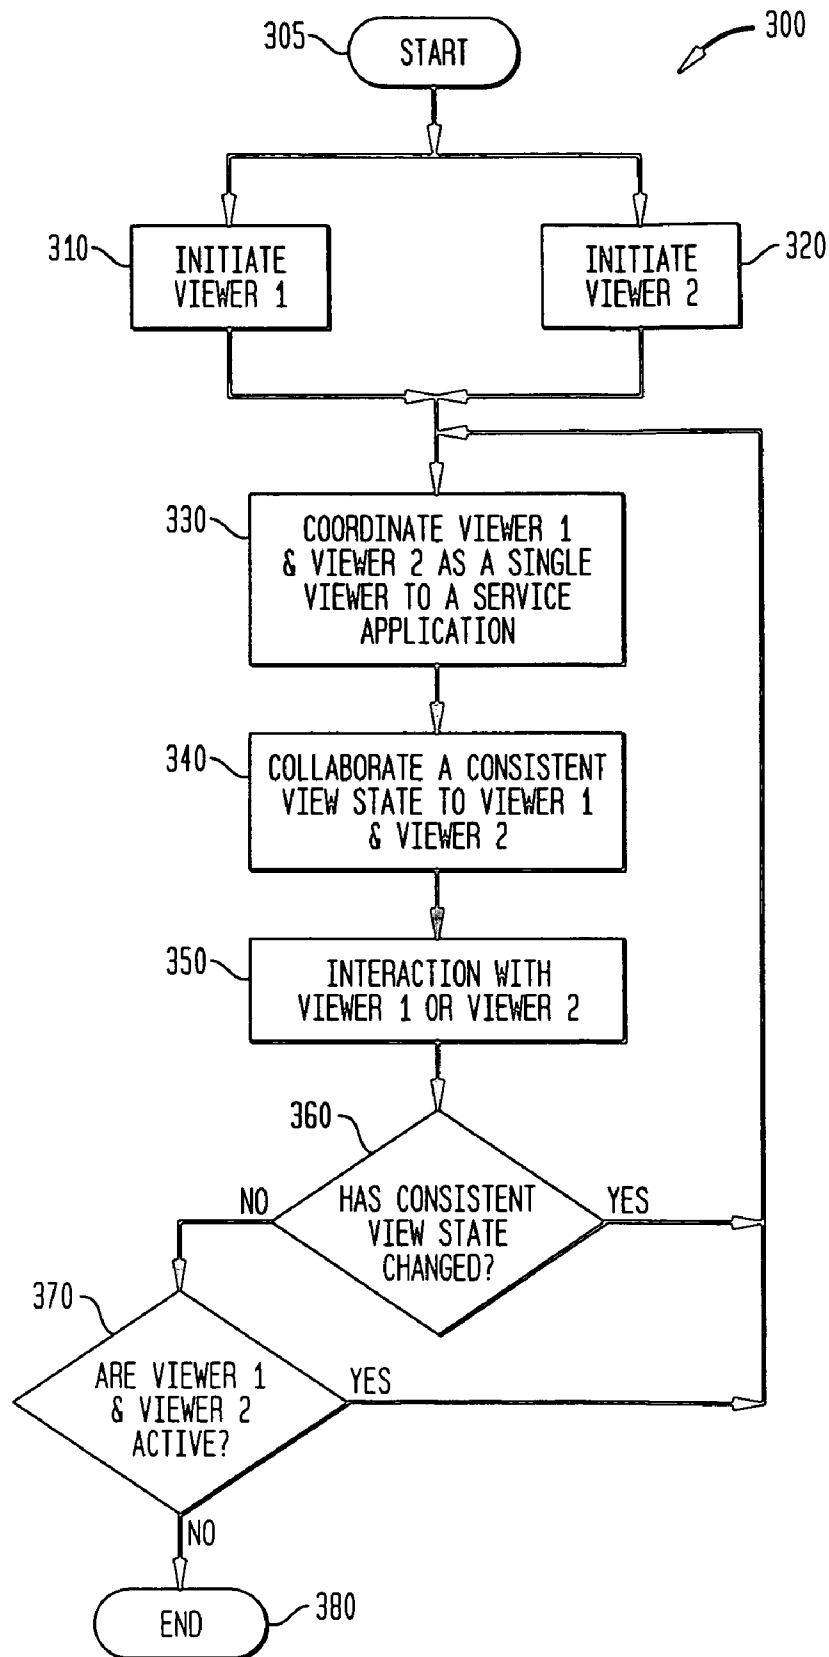 305
START
300
310
INITIATE
VIEWER 1
INITIATE
VIEWER 2
320
330
COORDINATE VIEWER 1
& VIEWER 2 AS A SINGLE
VIEWER TO A SERVICE
APPLICATION
340
COLLABORATE A CONSISTENT
VIEW STATE TO VIEWER 1
& VIEWER 2
350
INTERACTION WITH
VIEWER 1 OR VIEWER 2
360
NO
HAS CONSISTENT
VIEW STATE
CHANGED?
YES
370
ARE VIEWER 1
& VIEWER 2
ACTIVE?
YES
NO
END
380